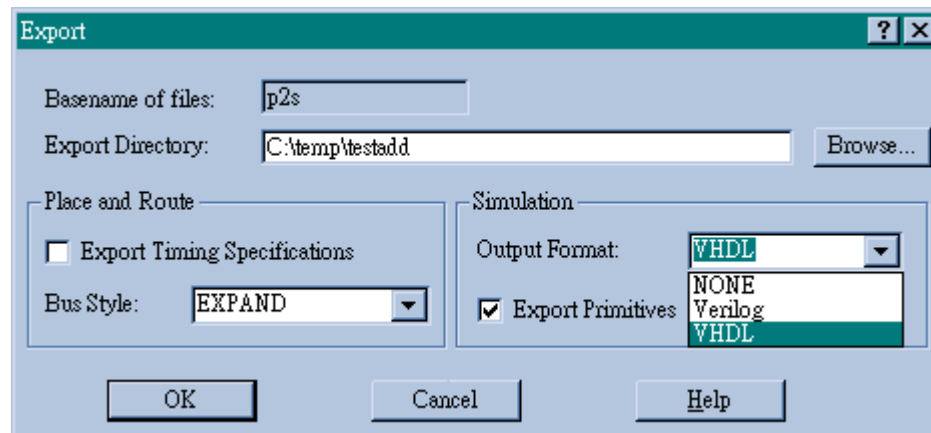 Export
Basename of files: p2s
Export Directory: C:\temp\testadd Browse...
Place and Route
Export Timing Specifications
Bus Style: EXPAND
Simulation
Output Format: VHDL
NONE
Verilog
VHDL
Export Primitives
OK Cancel Help